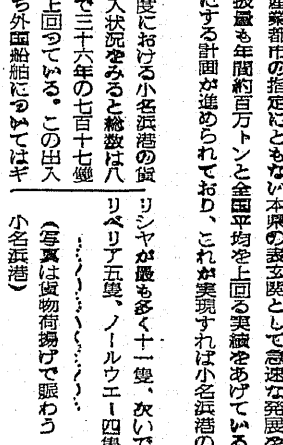 産業都市の指定にともない本県の表玄関として急速な発展を
扱量も年間約百万トンと全国平均を上回る実績をあげている
にする計画が進められており、これが実現すれば小名浜港の
度における小名浜港の貨
入状況をみると総数は八
で三十六年の七百十七隻
上回つている。この出入
ち外国船舶についてはギ
リシヤが最も多く十一隻、次いで
リベリア五隻、ノールウエー四隻
(写真は貨物荷揚げで賑わう
小名浜港)